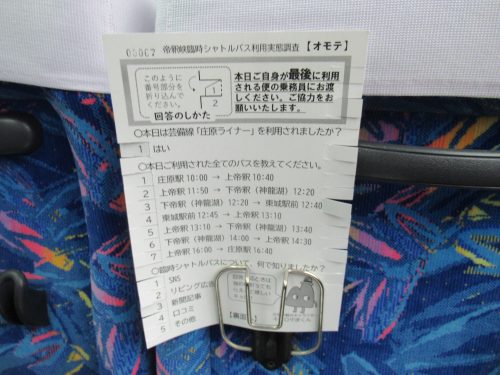 00067 帝釈峡臨時シャトルバス利用実態調査 【オモテ】
このように
番号部分を
折り込んで
ください。
1
2
回答のしかた
本日ご自身が最後に利用
される便の乗務員にお渡
しください。ご協力をお
願いいたします。
○本日は芸備線「庄原ライナー」を利用されましたか？
1 はい
○本日ご利用された全てのバスを教えてください。
1 庄原駅 10:00 → 上帝釈 10:40
2 上帝釈 11:50 → 下帝釈（神龍湖）12:20
3 下帝釈（神龍湖）12:20 → 東城駅前 12:40
4 東城駅前 12:45 → 上帝釈 13:10
5 上帝釈 13:10 → 下帝釈（神龍湖）13:40
6 下帝釈（神龍湖）14:00 → 上帝釈 14:30
7 上帝釈 16:00 → 庄原駅 16:40
○臨時シャトルバスについて、何で知りましたか？
1 SNS
2 リビング広告
3 新聞記事
4 口コミ
5 その他